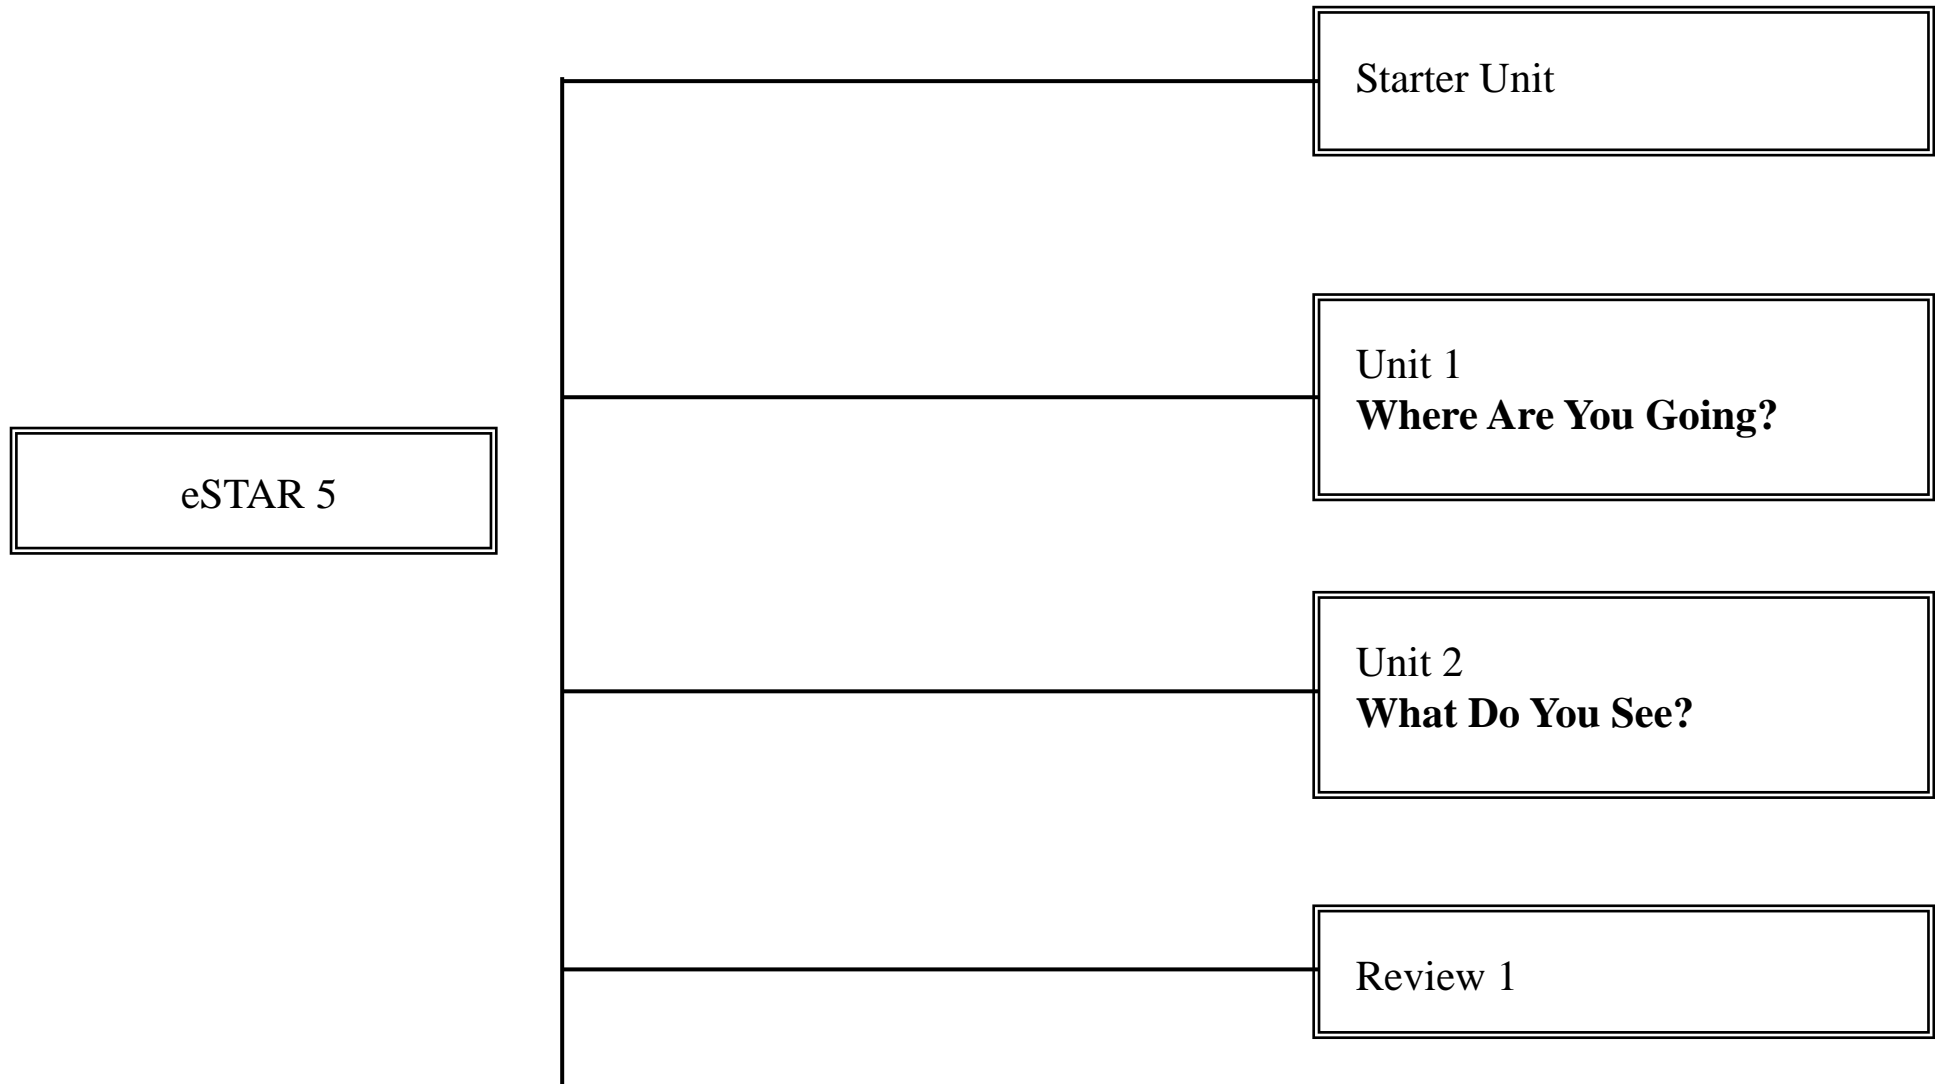 Starter Unit
Unit 1
Where Are You Going?
eSTAR 5
Unit 2
What Do You See?
Review 1